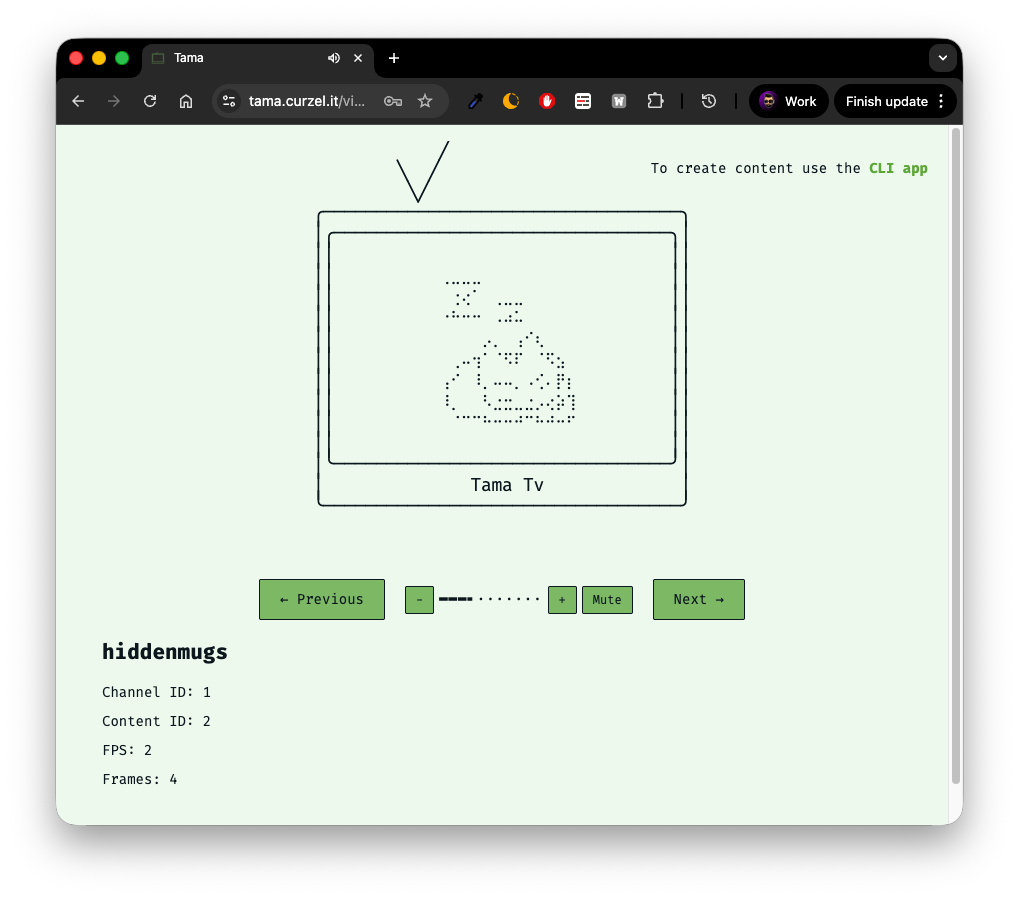 Tama
tama.curzel.it/vi...
Work
Finish update
To create content use the CLI app
Tama Tv
← Previous
-
+
Mute
Next →
hiddenmugs
Channel ID: 1
Content ID: 2
FPS: 2
Frames: 4